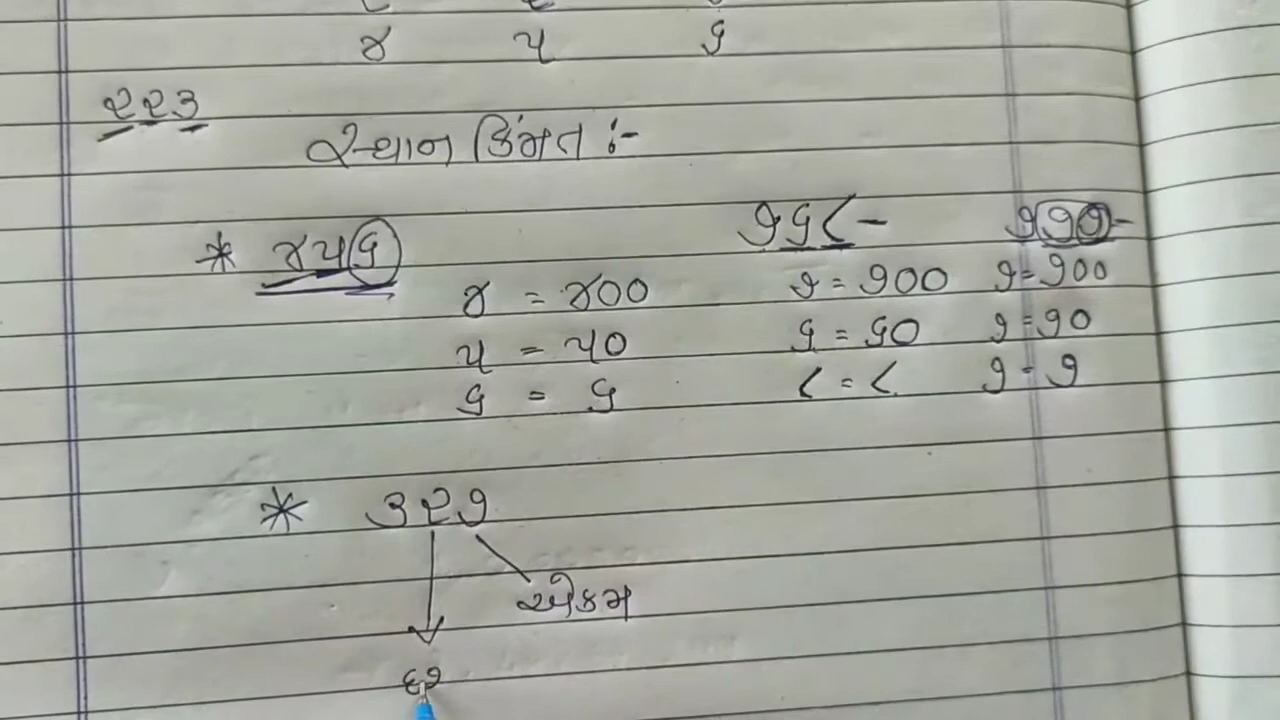 ૪ ૫ ૬
૨૨૩
સ્થાન કિંમત :-
* ૪૫૬ ૧૬૮- ૧૧૧-
૪ = ૪૦૦ ૧ = ૧૦૦ ૧ = ૧૦૦
૫ = ૫૦ ૬ = ૬૦ ૧ = ૧૦
૬ = ૬ ૮ = ૮ ૧ - ૧
* ૩૨૧
એકમ